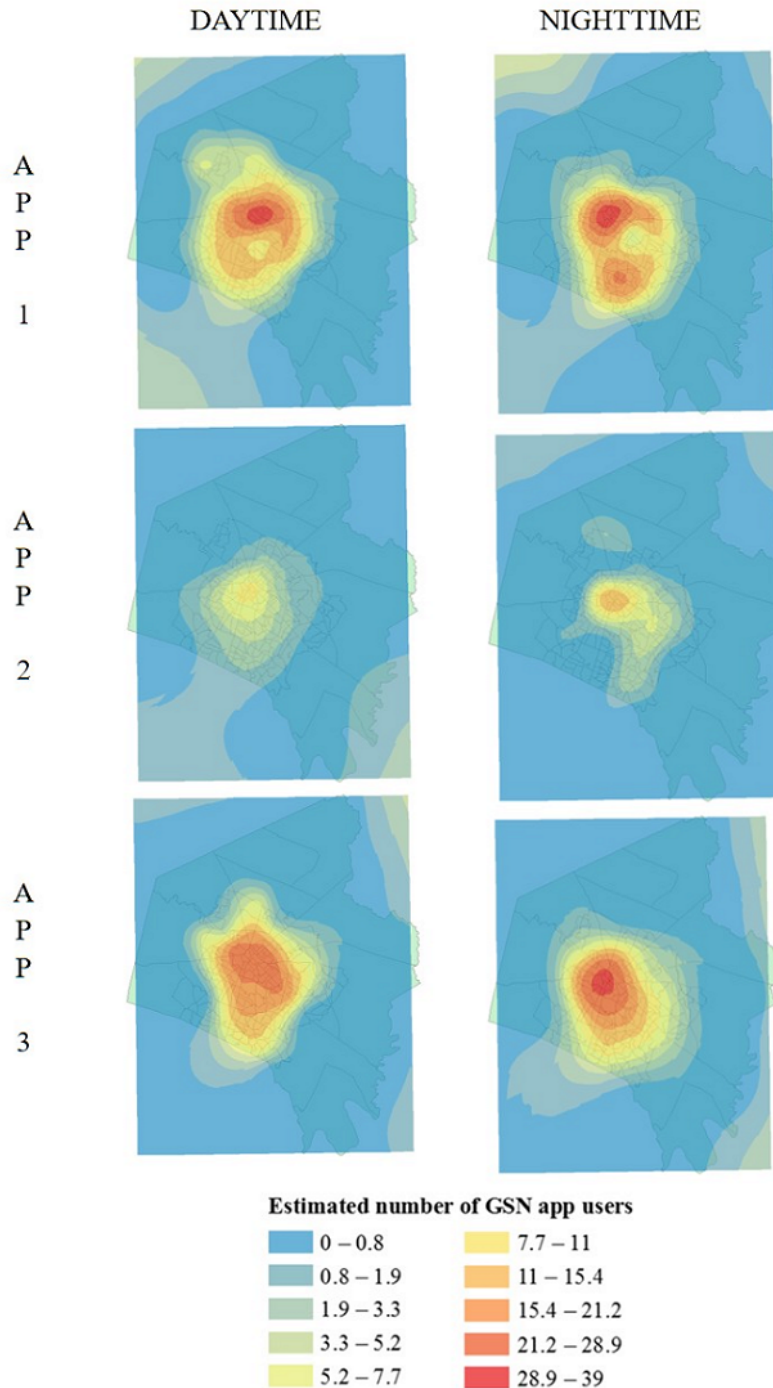 DAYTIME NIGHTTIME
A
P
P
1
A
P
P
2
A
P
P
3
Estimated number of GSN app users
0 – 0.8 7.7 – 11
0.8 – 1.9 11 – 15.4
1.9 – 3.3 15.4 – 21.2
3.3 – 5.2 21.2 – 28.9
5.2 – 7.7 28.9 – 39